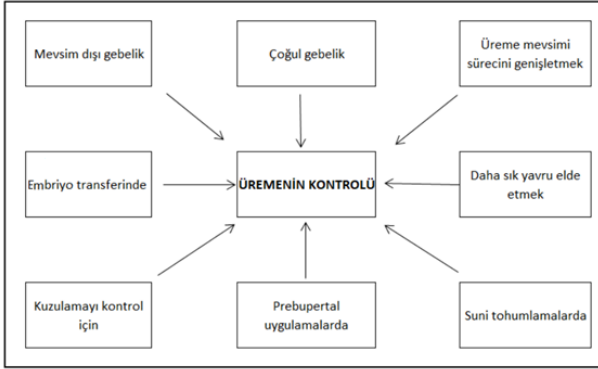 Mevsim dışı gebelik
Çoğul gebelik
Üreme mevsimi
sürecini genişletmek
Embriyo transferinde
ÜREMENİN KONTROLÜ
Daha sık yavru elde
etmek
Kuzulamayı kontrol
için
Prebupertal
uygulamalarda
Suni tohumlamalarda